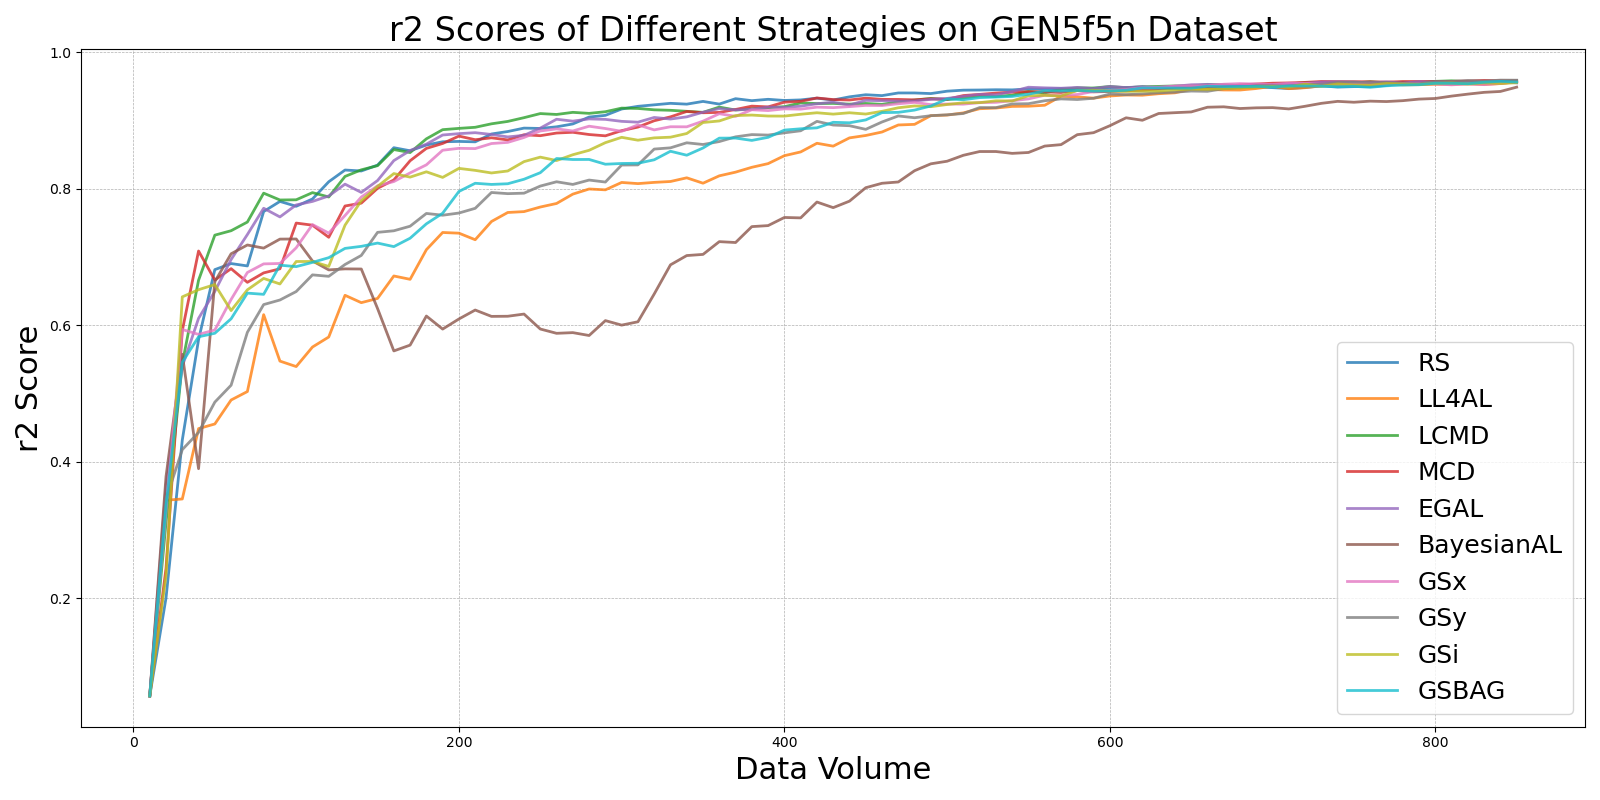 r2 Scores of Different Strategies on GEN5f5n Dataset
1.0
0.8
0.6
0.4
0.2
r2 Score
0
200
400
600
800
Data Volume
RS
LL4AL
LCMD
MCD
EGAL
BayesianAL
GSx
GSy
GSi
GSBAG